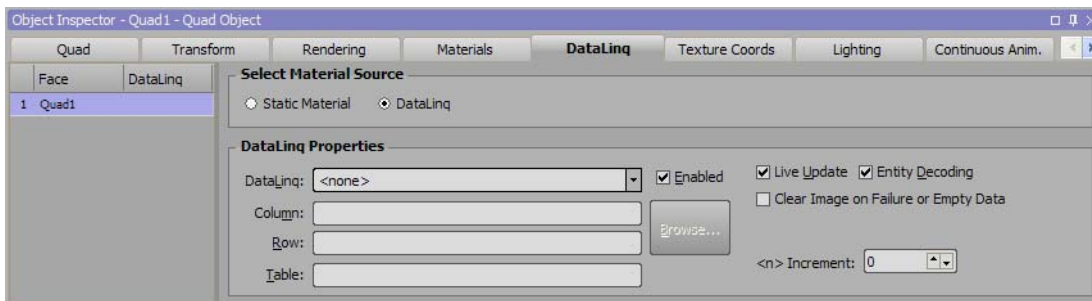 Object Inspector - Quad1 - Quad Object
Quad Transform Rendering Materials DataLinq Texture Coords Lighting Continuous Anim.
Face DataLinq
1 Quad1
Select Material Source
Static Material DataLinq
DataLinq Properties
DataLinq: <none> Enabled Live Update Entity Decoding
Clear Image on Failure or Empty Data
Column:
Browse...
Row:
<n> Increment: 0
Table: